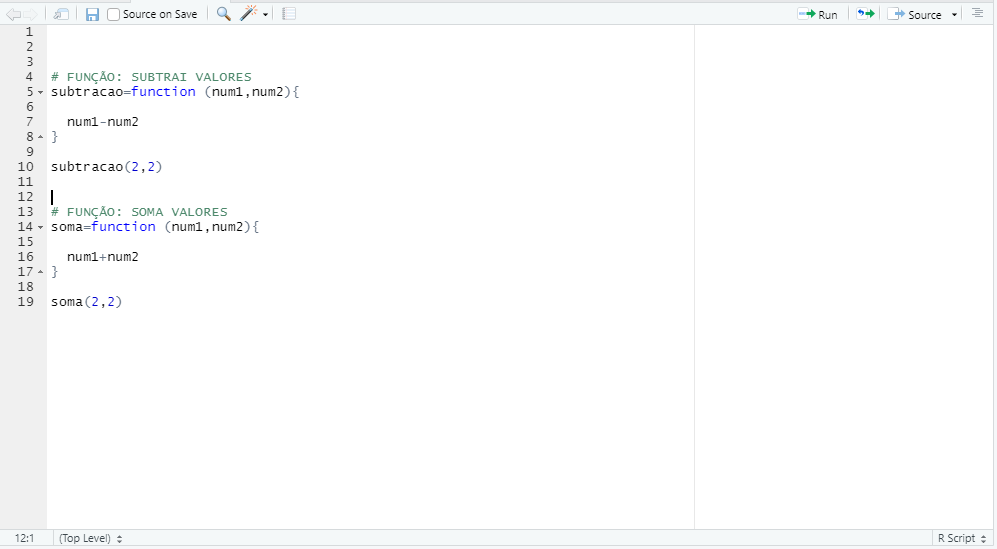 Source on Save Run Source
1
2
3
4 # FUNÇÃO: SUBTRAI VALORES
5 subtracao=function (num1,num2){
6
7 num1-num2
8 }
9
10 subtracao(2,2)
11
12
13 # FUNÇÃO: SOMA VALORES
14 soma=function (num1,num2){
15
16 num1+num2
17 }
18
19 soma(2,2)
12:1 (Top Level) R Script